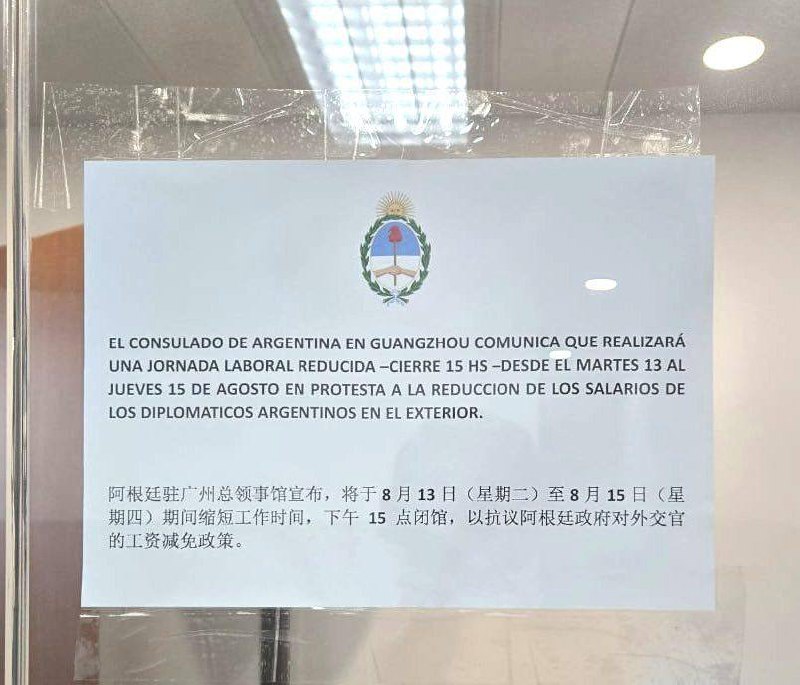 EL CONSULADO DE ARGENTINA EN GUANGZHOU COMUNICA QUE REALIZARÁ
UNA JORNADA LABORAL REDUCIDA –CIERRE 15 HS –DESDE EL MARTES 13 AL
JUEVES 15 DE AGOSTO EN PROTESTA A LA REDUCCION DE LOS SALARIOS DE
LOS DIPLOMATICOS ARGENTINOS EN EL EXTERIOR.
阿根廷驻广州总领事馆宣布，将于 8 月 13 日（星期二）至 8 月 15 日（星
期四）期间缩短工作时间，下午 15 点闭馆，以抗议阿根廷政府对外交官
的工资减免政策。